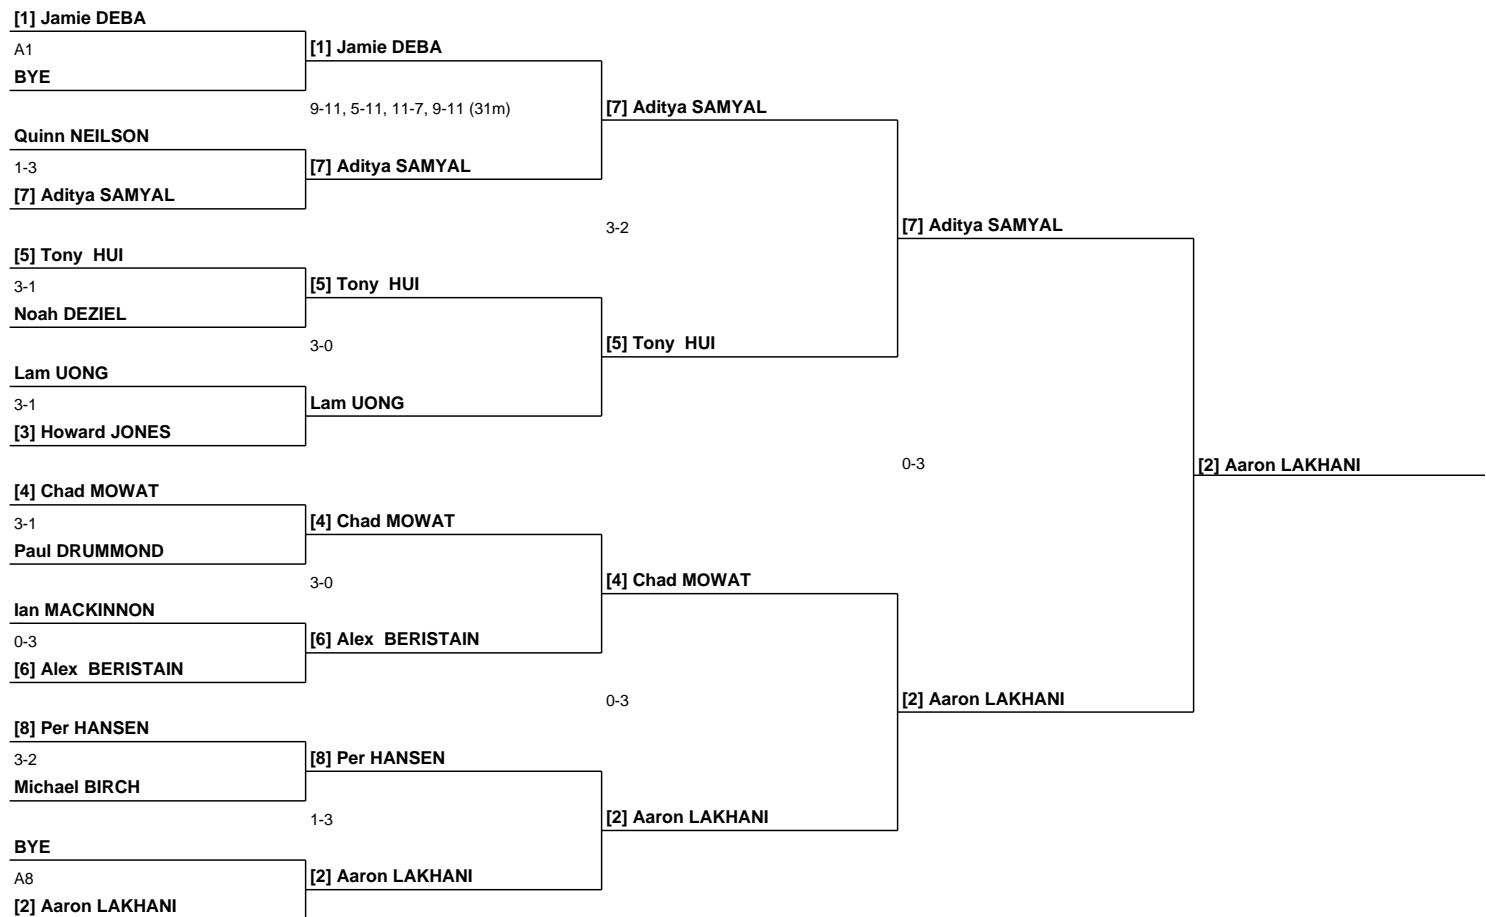 [1] Jamie DEBA
A1
BYE
Quinn NEILSON
1-3
[7] Aditya SAMYAL
[5] Tony HUI
3-1
Noah DEZIEL
Lam UONG
3-1
[3] Howard JONES
[4] Chad MOWAT
3-1
Paul DRUMMOND
Ian MACKINNON
0-3
[6] Alex BERISTAIN
[8] Per HANSEN
3-2
Michael BIRCH
BYE
A8
[2] Aaron LAKHANI
[1] Jamie DEBA
9-11, 5-11, 11-7, 9-11 (31m)
[7] Aditya SAMYAL
[5] Tony HUI
3-0
Lam UONG
[4] Chad MOWAT
3-0
[6] Alex BERISTAIN
[8] Per HANSEN
1-3
[2] Aaron LAKHANI
[7] Aditya SAMYAL
3-2
[5] Tony HUI
[4] Chad MOWAT
0-3
[2] Aaron LAKHANI
[7] Aditya SAMYAL
0-3
[2] Aaron LAKHANI
[2] Aaron LAKHANI